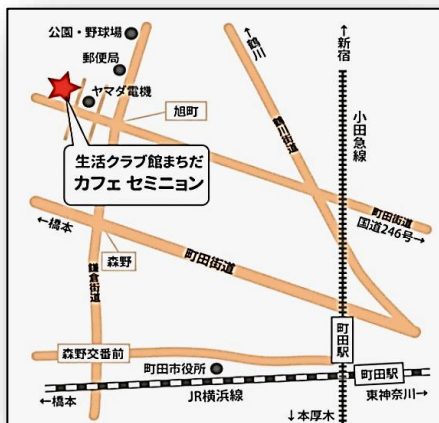 公園・野球場
郵便局
ヤマダ電機
旭町
生活クラブ館まちだ
カフェ セミニョン
←鶴川
鶴川街道
↑新宿
小田急線
町田街道
国道246号→
←橋本
森野
町田街道
鎌倉街道
森野交番前
町田市役所
町田駅
町田駅
←橋本
JR横浜線
東神奈川→
↓本厚木